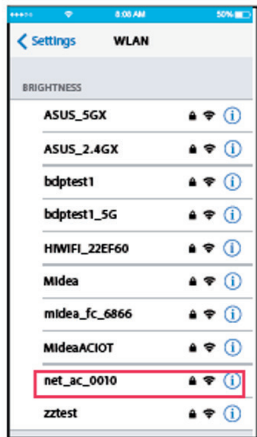 8:08 AM 50%
Settings WLAN
BRIGHTNESS
ASUS_5GX
ASUS_2.4GX
bdptest1
bdptest1_5G
HIWIFI_22EF60
Midea
midea_fc_6866
MideaACIOT
net_ac_0010
zztest